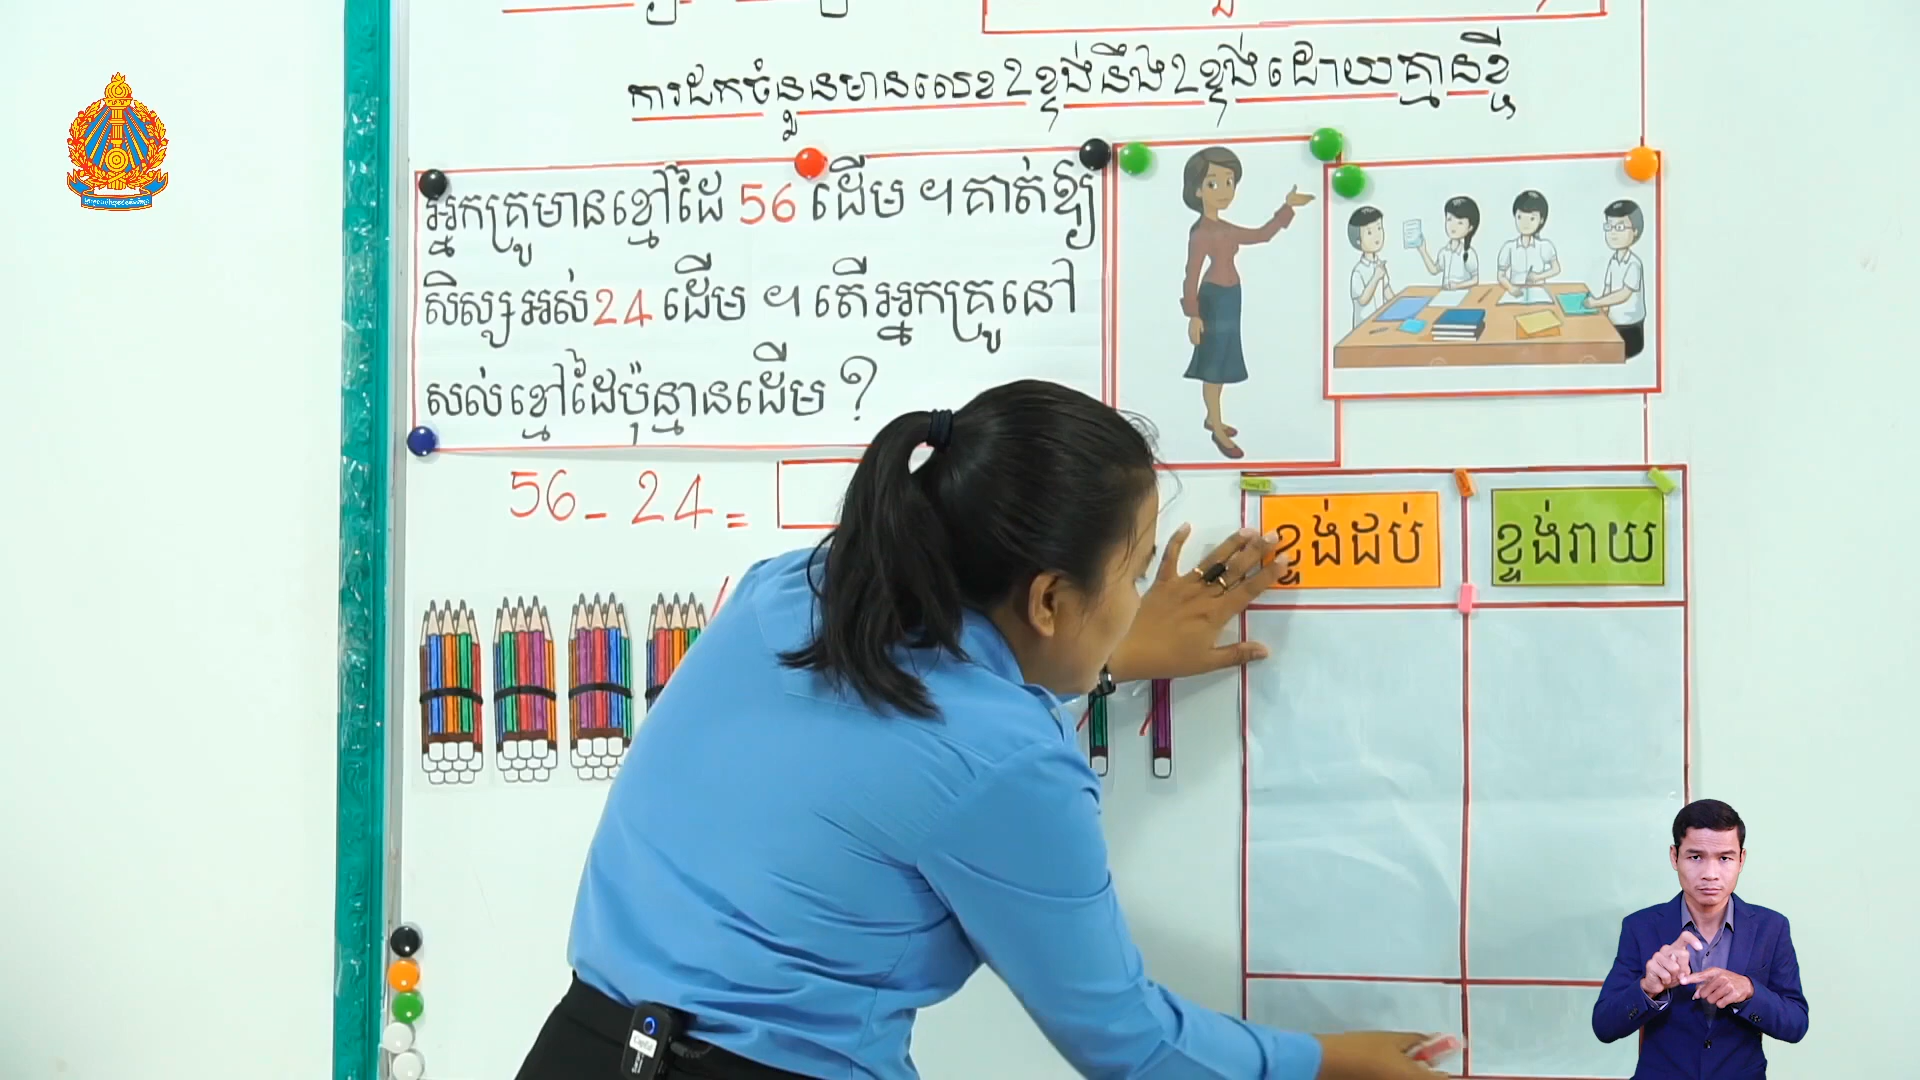 ការដកចំនួនមានលេខ2ខ្ទង់នឹង2ខ្ទង់ដោយគ្មានខ្ចី
អ្នកគ្រូមានខ្មៅដៃ 56 ដើម ។ គាត់ឱ្យ
សិស្សអស់ 24 ដើម ។ តើអ្នកគ្រូនៅ
សល់ខ្មៅដៃប៉ុន្មានដើម ?
56 - 24 =
ខ្ទង់ដប់
ខ្ទង់រាយ